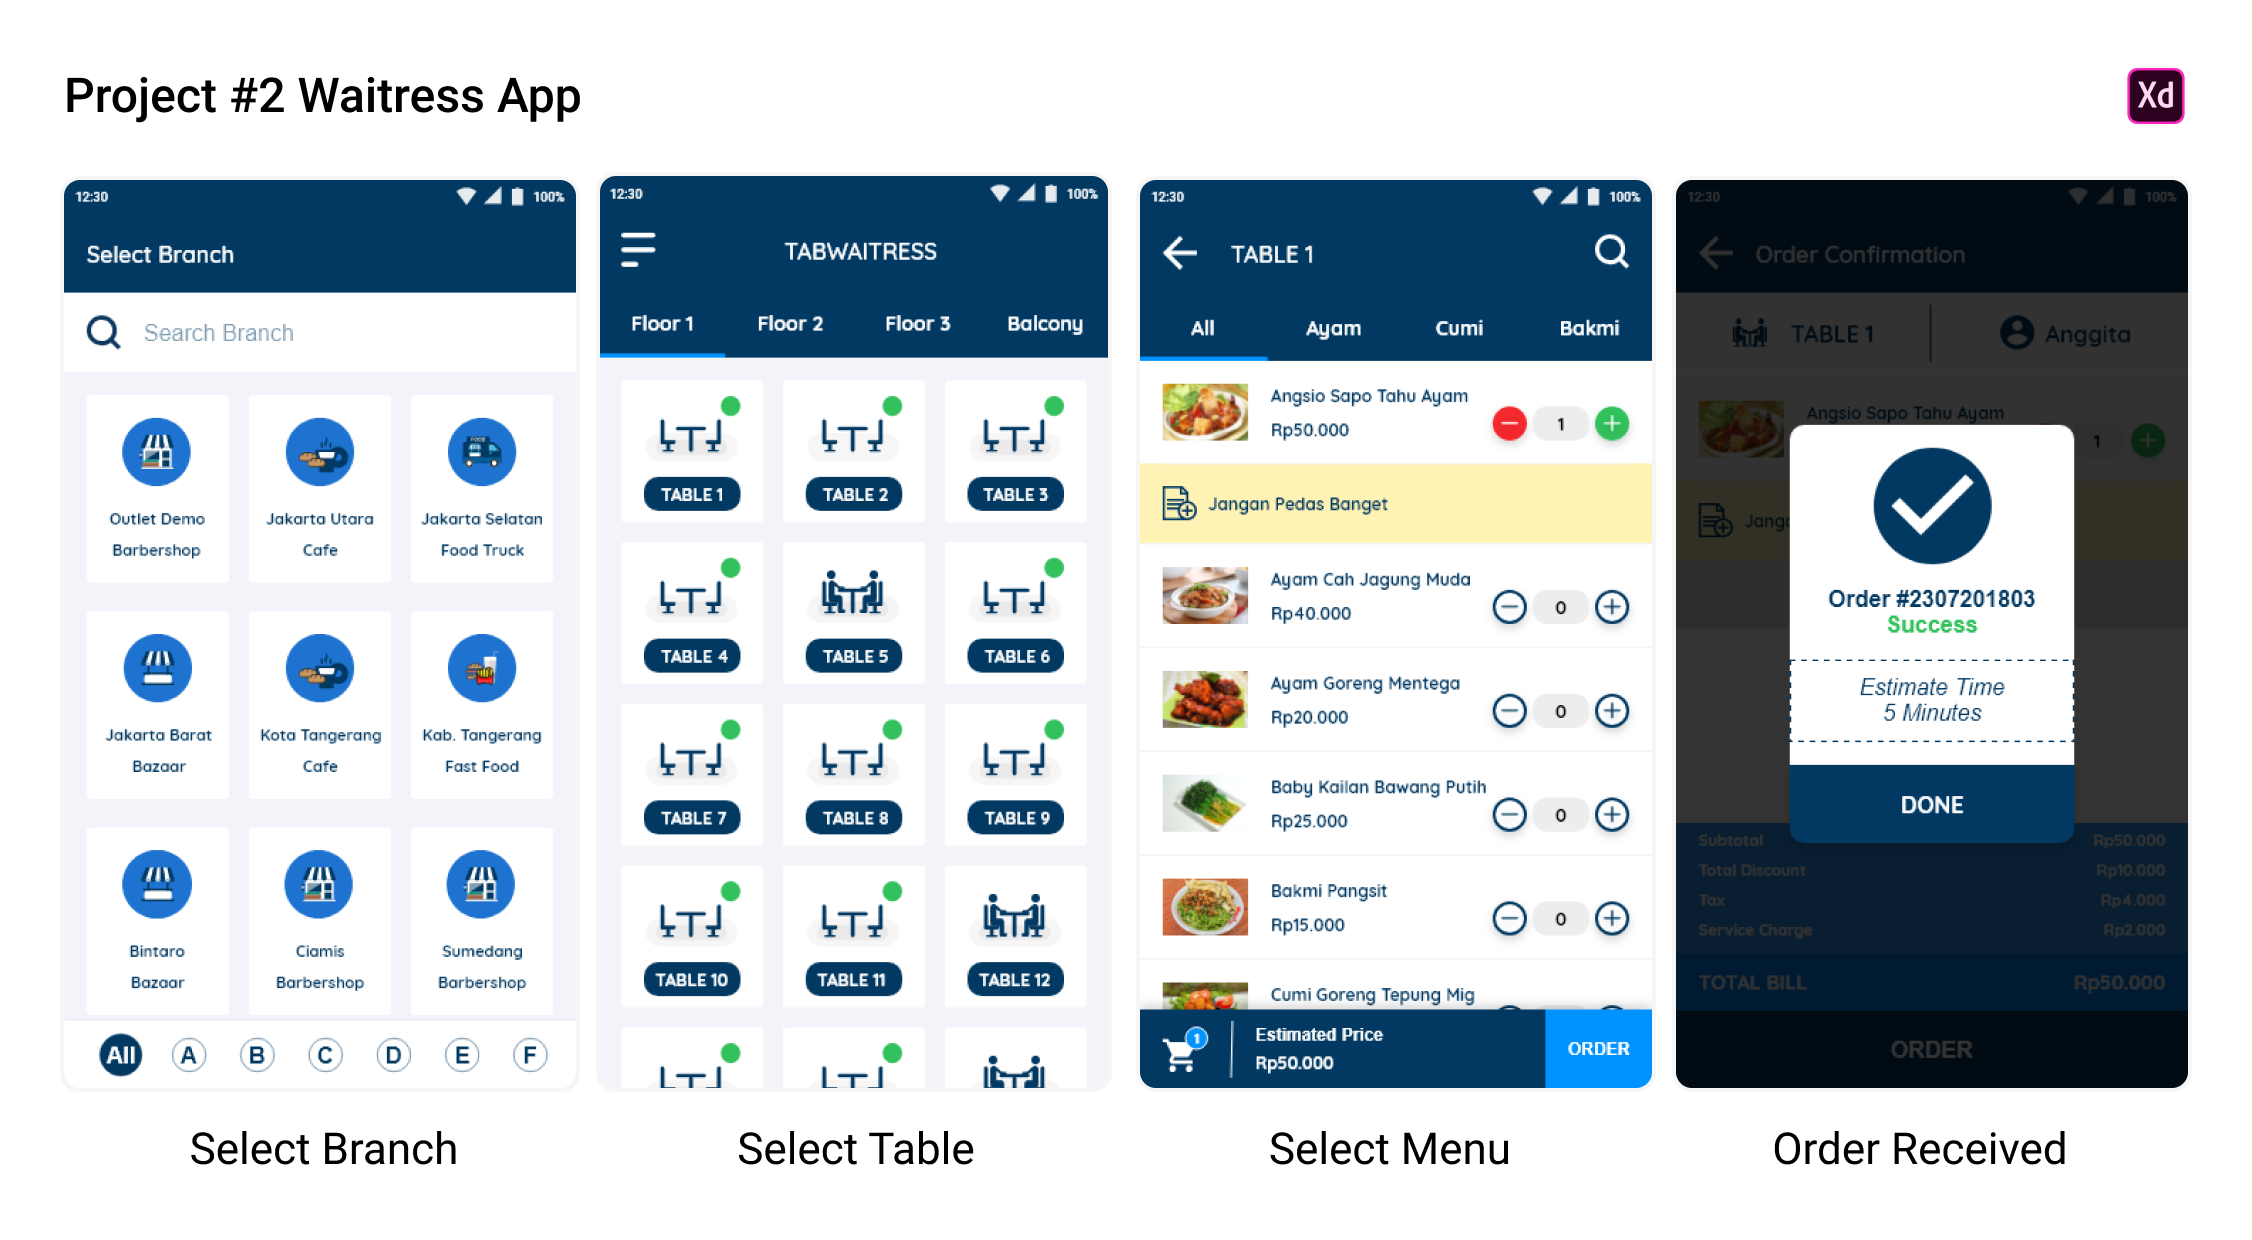 Project #2 Waitress App
Xd
12:30
100%
Select Branch
Search Branch
Outlet Demo
Barbershop
Jakarta Utara
Cafe
Jakarta Selatan
Food Truck
Jakarta Barat
Bazaar
Kota Tangerang
Cafe
Kab. Tangerang
Fast Food
Bintaro
Bazaar
Ciamis
Barbershop
Sumedang
Barbershop
All A B C D E F
Select Branch
12:30
100%
TABWAITRESS
Floor 1 Floor 2 Floor 3 Balcony
TABLE 1 TABLE 2 TABLE 3
TABLE 4 TABLE 5 TABLE 6
TABLE 7 TABLE 8 TABLE 9
TABLE 10 TABLE 11 TABLE 12
Select Table
12:30
100%
TABLE 1
All Ayam Cumi Bakmi
Angsio Sapo Tahu Ayam
Rp50.000
1
Jangan Pedas Banget
Ayam Cah Jagung Muda
Rp40.000
0
Ayam Goreng Mentega
Rp20.000
0
Baby Kailan Bawang Putih
Rp25.000
0
Bakmi Pangsit
Rp15.000
0
Cumi Goreng Tepung Mig
1
Estimated Price
Rp50.000
ORDER
Select Menu
12:30
100%
Order Confirmation
TABLE 1
Anggita
Angsio Sapo Tahu Ayam
1
Order #2307201803
Success
Estimate Time
5 Minutes
DONE
Subtotal Rp50.000
Total Discount Rp10.000
Tax Rp4.000
Service Charge Rp2.000
TOTAL BILL Rp50.000
ORDER
Order Received